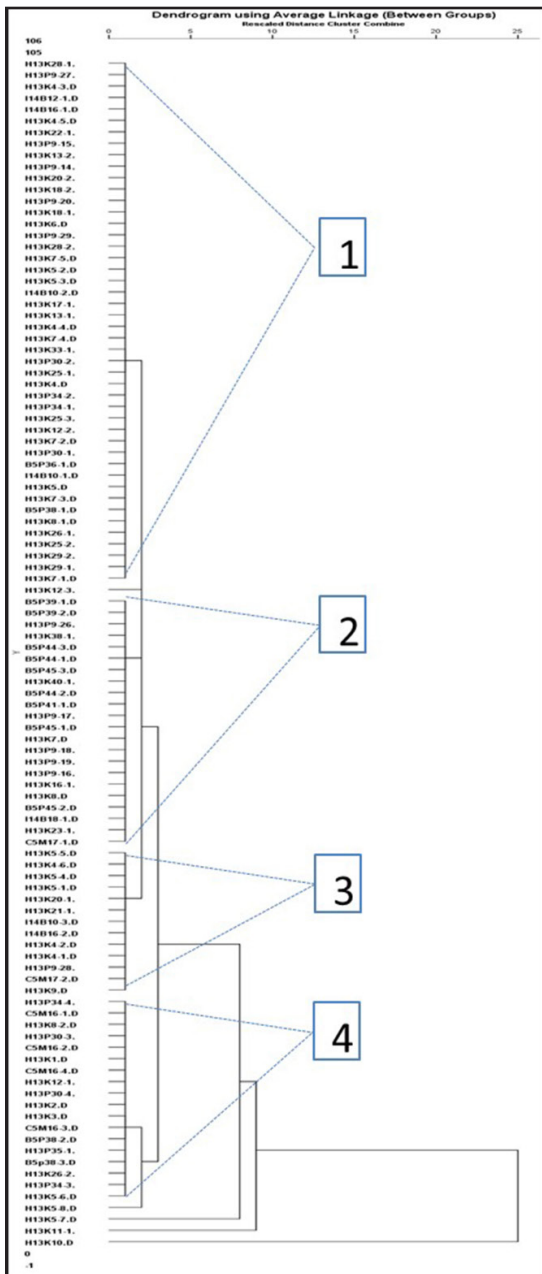 Dendrogram using Average Linkage (Between Groups)
Rescaled Distance Cluster Combine
0 5 10 15 20 25
106
105
H13K28-1.
H13P9-27.
H13K4-3.D
I14B12-1.D
I14B16-1.D
H13K4-5.D
H13K22-1.
H13P9-15.
H13K13-2.
H13P9-14.
H13K20-2.
H13K18-2.
H13P9-20.
H13K18-1.
H13K6.D
H13P9-29.
H13K28-2.
1
H13K7-5.D
H13K5-2.D
H13K5-3.D
I14B10-2.D
H13K17-1.
H13K13-1.
H13K4-4.D
H13K7-4.D
H13K33-1.
H13P30-2.
H13K25-1.
H13K4.D
H13P34-2.
H13P34-1.
H13K25-3.
H13K12-2.
H13K7-2.D
H13P30-1.
B5P36-1.D
I14B10-1.D
H13K5.D
H13K7-3.D
B5P38-1.D
H13K8-1.D
H13K26-1.
H13K25-2.
H13K29-2.
H13K29-1.
H13K7-1.D
H13K12-3.
B5P39-1.D
B5P39-2.D
H13P9-26.
2
H13K38-1.
B5P44-3.D
Y B5P44-1.D
B5P45-3.D
H13K40-1.
B5P44-2.D
B5P41-1.D
H13P9-17.
B5P45-1.D
H13K7.D
H13P9-18.
H13P9-19.
H13P9-16.
H13K16-1.
H13K8.D
B5P45-2.D
I14B18-1.D
H13K23-1.
C5M17-1.D
H13K5-5.D
H13K4-6.D
H13K5-4.D
3
H13K5-1.D
H13K20-1.
H13K21-1.
I14B10-3.D
I14B16-2.D
H13K4-2.D
H13K4-1.D
H13P9-28.
C5M17-2.D
H13K9.D
H13P34-4.
C5M16-1.D
H13K8-2.D
4
H13P30-3.
C5M16-2.D
H13K1.D
C5M16-4.D
H13K12-1.
H13P30-4.
H13K2.D
H13K3.D
C5M16-3.D
B5P38-2.D
H13P35-1.
B5p38-3.D
H13K26-2.
H13P34-3.
H13K5-6.D
H13K5-8.D
H13K5-7.D
H13K11-1.
H13K10.D
0
-1